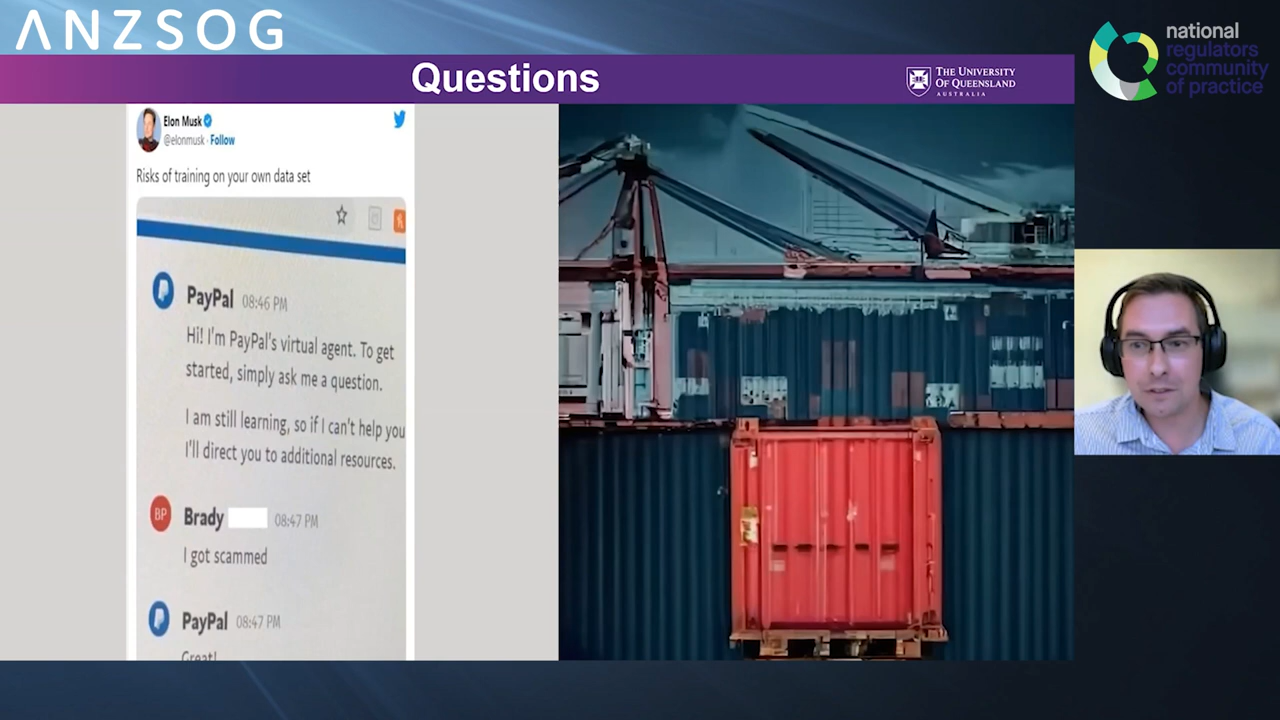 ANZSOG
Questions
THE UNIVERSITY
OF QUEENSLAND
AUSTRALIA
national
regulators
community
of practice
Elon Musk
@elonmusk · Follow
Risks of training on your own data set
PayPal 08:46 PM
Hi! I'm PayPal's virtual agent. To get
started, simply ask me a question.
I am still learning, so if I can't help you
I'll direct you to additional resources.
BP
Brady 08:47 PM
I got scammed
PayPal 08:47 PM
Great!